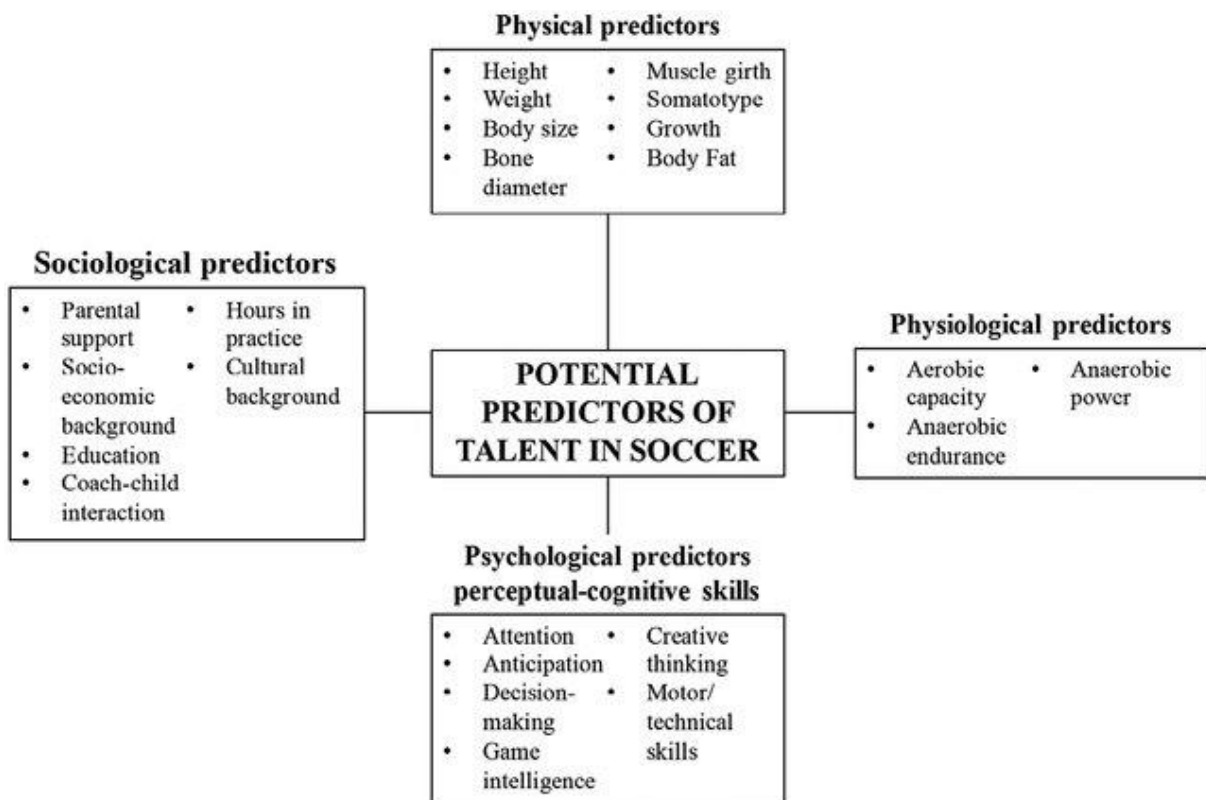 Physical predictors
• Height
• Weight
• Body size
• Bone
diameter
• Muscle girth
• Somatotype
• Growth
• Body Fat
Sociological predictors
• Parental
support
• Socio-
economic
background
• Education
• Coach-child
interaction
• Hours in
practice
• Cultural
background
POTENTIAL
PREDICTORS OF
TALENT IN SOCCER
Physiological predictors
• Aerobic
capacity
• Anaerobic
endurance
• Anaerobic
power
Psychological predictors
perceptual-cognitive skills
• Attention
• Anticipation
• Decision-
making
• Game
intelligence
• Creative
thinking
• Motor/
technical
skills